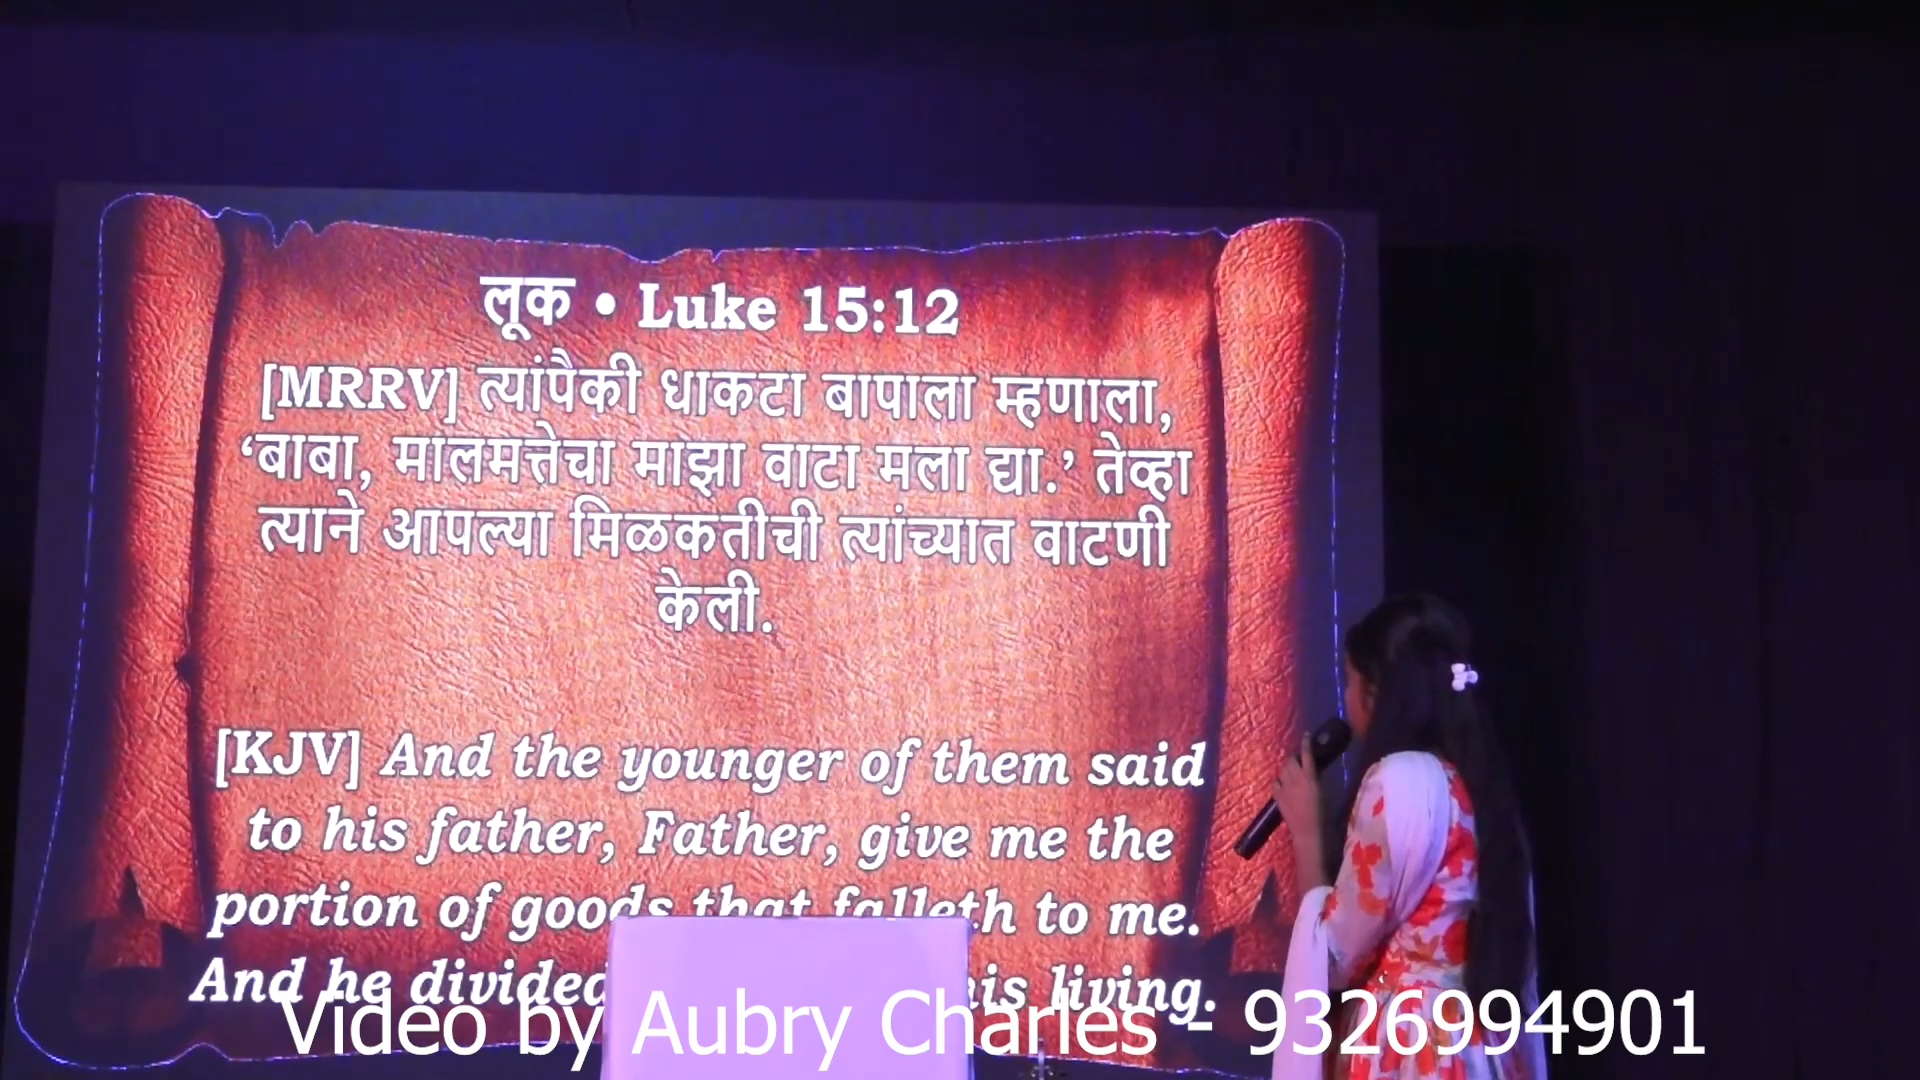 लूक • Luke 15:12
[MRRV] त्यांपैकी धाकटा बापाला म्हणाला,
‘बाबा, मालमत्तेचा माझा वाटा मला द्या.’ तेव्हा
त्याने आपल्या मिळकतीची त्यांच्यात वाटणी
केली.
[KJV] And the younger of them said
to his father, Father, give me the
portion of goods that falleth to me.
And he divided his living.
Video by Aubry Charles - 9326994901